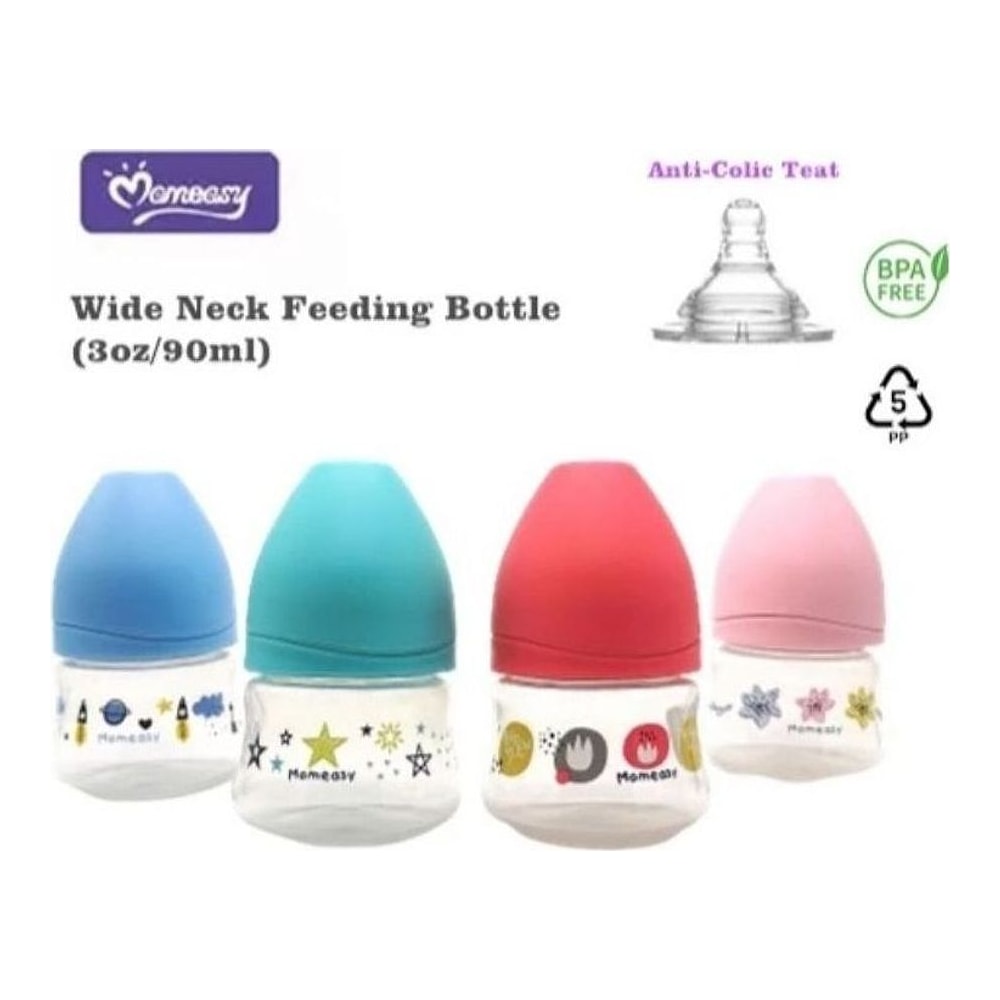 Momeasy
Anti-Colic Teat
BPA
FREE
Wide Neck Feeding Bottle
(3oz/90ml)
5
PP
Momeasy
Momeasy
Momeasy
Momeasy